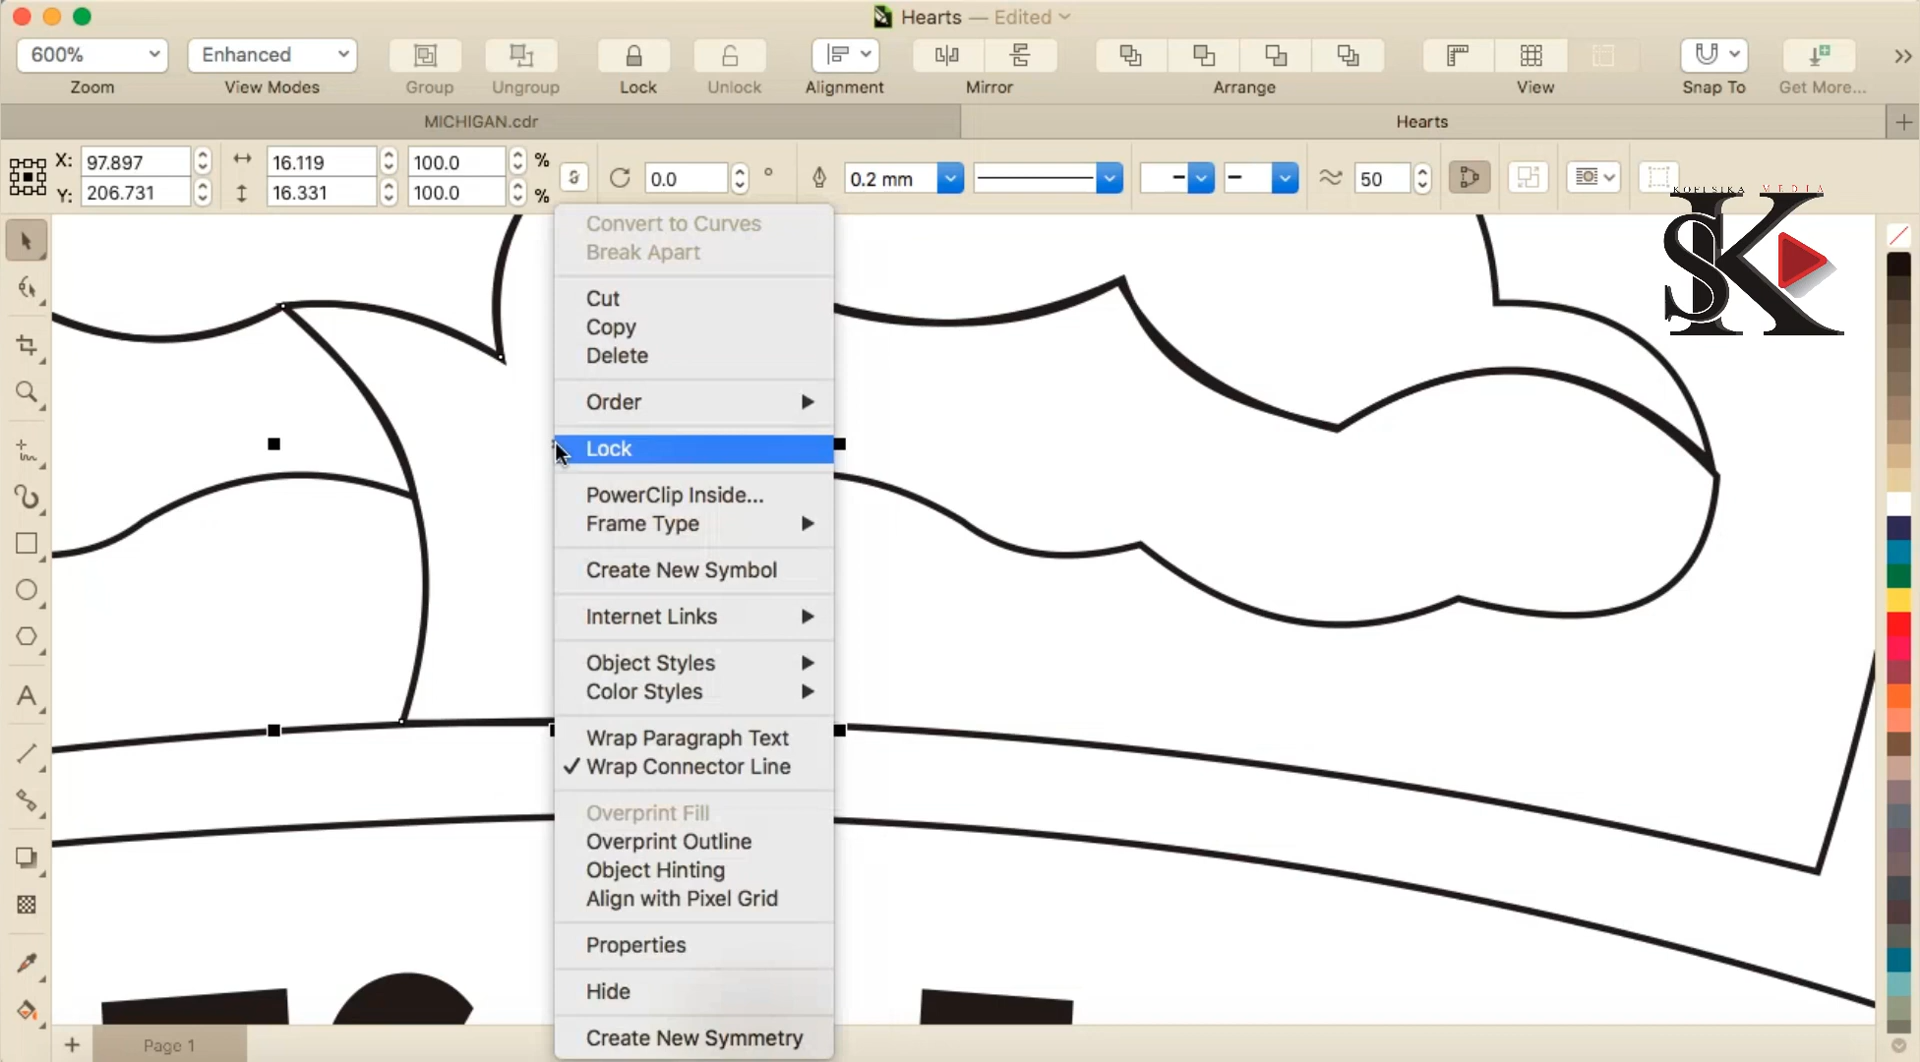 Hearts — Edited
600%
Enhanced
Zoom
View Modes
Group
Ungroup
Lock
Unlock
Alignment
Mirror
Arrange
View
Snap To
Get More...
MICHIGAN.cdr
Hearts
X: 97.897
16.119
100.0 %
Y: 206.731
16.331
100.0 %
0.0 °
0.2 mm
50
KOFI SIKA MEDIA
SK
Convert to Curves
Break Apart
Cut
Copy
Delete
Order
Lock
PowerClip Inside...
Frame Type
Create New Symbol
Internet Links
Object Styles
Color Styles
Wrap Paragraph Text
✓ Wrap Connector Line
Overprint Fill
Overprint Outline
Object Hinting
Align with Pixel Grid
Properties
Hide
Create New Symmetry
Page 1